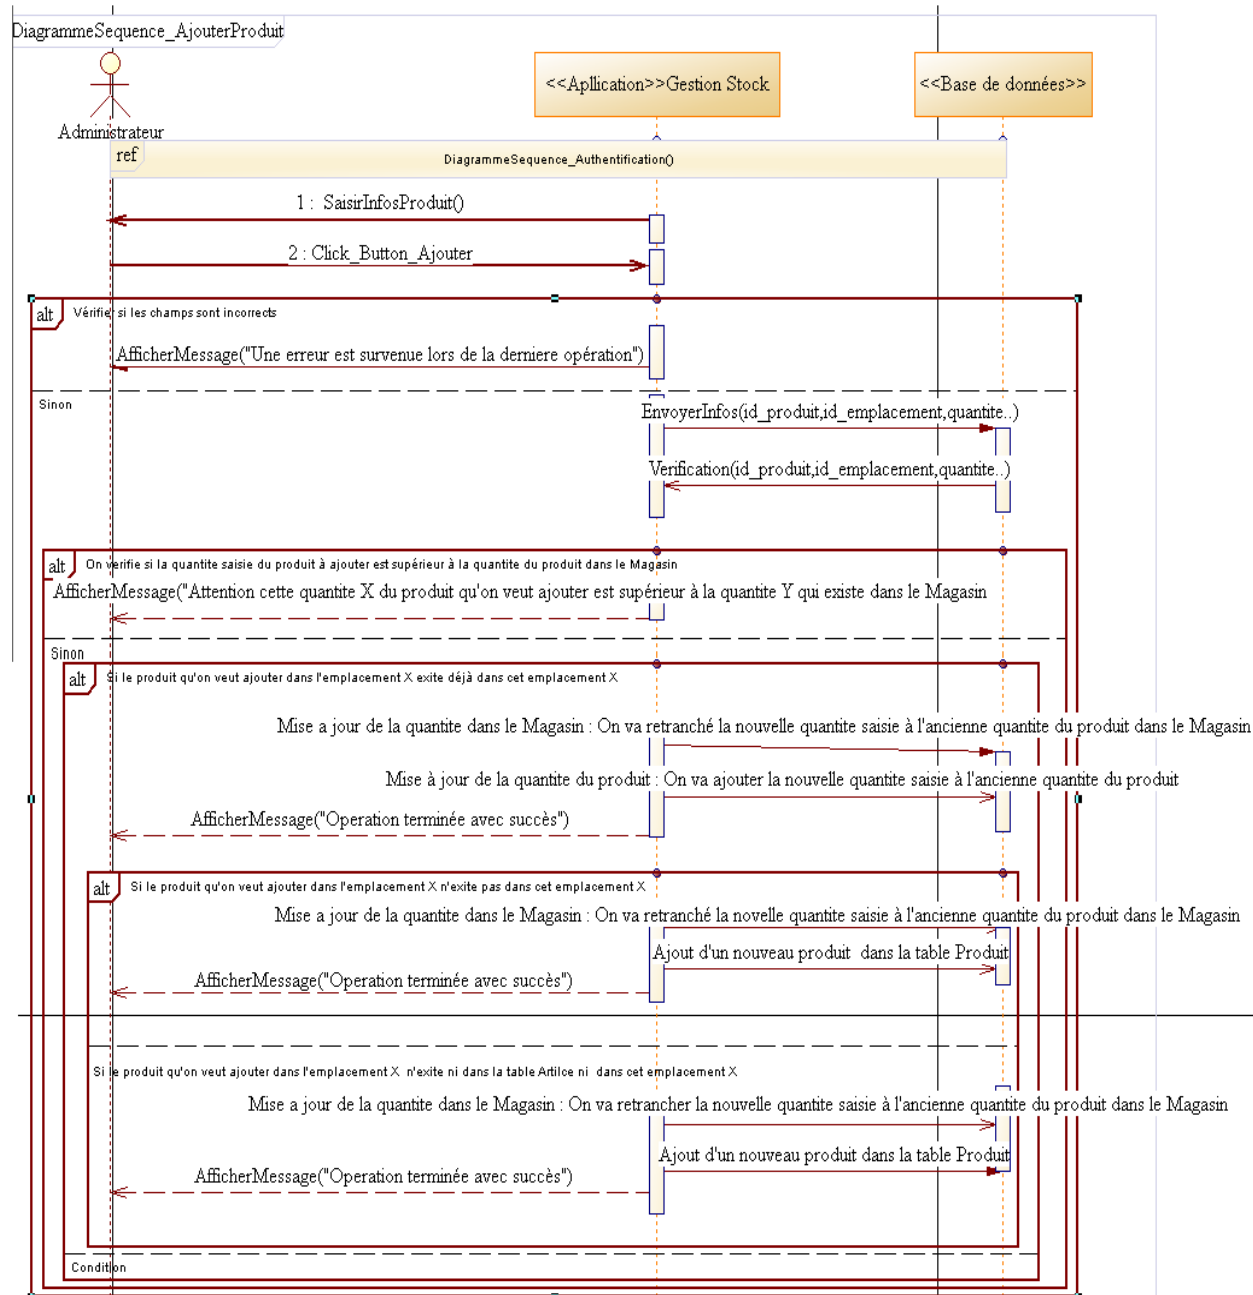 DiagrammeSequence_AjouterProduit
<<Apllication>>Gestion Stock
<<Base de données>>
Administrateur
ref
DiagrammeSequence_Authentification()
1 : SaisirInfosProduit()
2 : Click_Button_Ajouter
alt
Vérifier si les champs sont incorrects
AfficherMessage("Une erreur est survenue lors de la derniere opération")
Sinon
EnvoyerInfos(id_produit,id_emplacement,quantite..)
Verification(id_produit,id_emplacement,quantite..)
alt
On verifie si la quantite saisie du produit à ajouter est supérieur à la quantite du produit dans le Magasin
AfficherMessage("Attention cette quantite X du produit qu'on veut ajouter est supérieur à la quantite Y qui existe dans le Magasin
Sinon
alt
Si le produit qu'on veut ajouter dans l'emplacement X exite déjà dans cet emplacement X
Mise a jour de la quantite dans le Magasin : On va retranché la nouvelle quantite saisie à l'ancienne quantite du produit dans le Magasin
Mise à jour de la quantite du produit : On va ajouter la nouvelle quantite saisie à l'ancienne quantite du produit
AfficherMessage("Operation terminée avec succès")
alt
Si le produit qu'on veut ajouter dans l'emplacement X n'exite pas dans cet emplacement X
Mise a jour de la quantite dans le Magasin : On va retranché la novelle quantite saisie à l'ancienne quantite du produit dans le Magasin
Ajout d'un nouveau produit dans la table Produit
AfficherMessage("Operation terminée avec succès")
Si le produit qu'on veut ajouter dans l'emplacement X n'exite ni dans la table Artilce ni dans cet emplacement X
Mise a jour de la quantite dans le Magasin : On va retrancher la nouvelle quantite saisie à l'ancienne quantite du produit dans le Magasin
Ajout d'un nouveau produit dans la table Produit
AfficherMessage("Operation terminée avec succès")
Condition